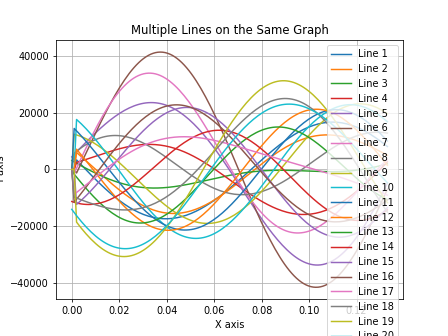 Multiple Lines on the Same Graph
40000
20000
0
−20000
−40000
0.00
0.02
0.04
0.06
0.08
0.10
X axis
Line 1
Line 2
Line 3
Line 4
Line 5
Line 6
Line 7
Line 8
Line 9
Line 10
Line 11
Line 12
Line 13
Line 14
Line 15
Line 16
Line 17
Line 18
Line 19
Line 20